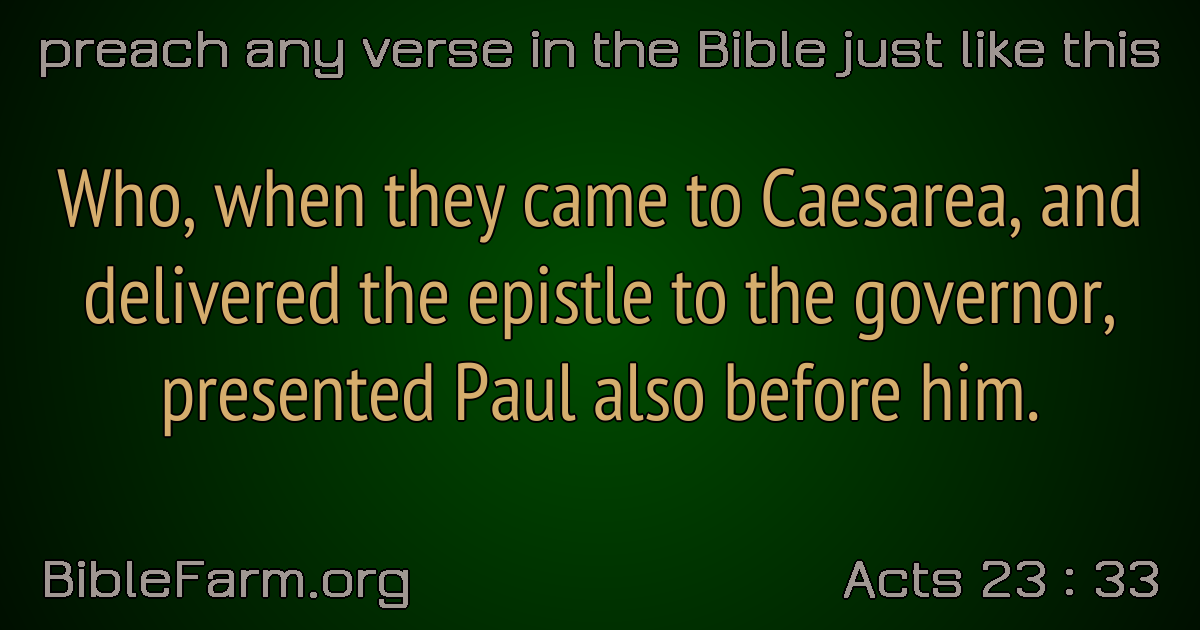 preach any verse in the Bible just like this
Who, when they came to Caesarea, and
delivered the epistle to the governor,
presented Paul also before him.
BibleFarm.org
Acts 23 : 33